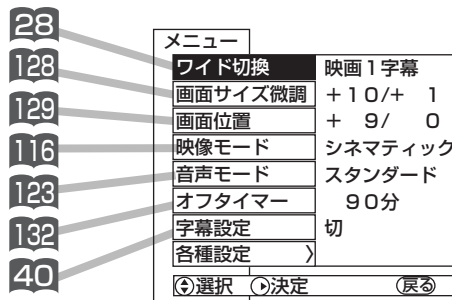 メニュー
28 ワイド切換 映画1字幕
128 画面サイズ微調 +10/+ 1
129 画面位置 + 9/ 0
116 映像モード シネマティック
123 音声モード スタンダード
132 オフタイマー 90分
40 字幕設定 切
各種設定 〉
選択 決定 戻る